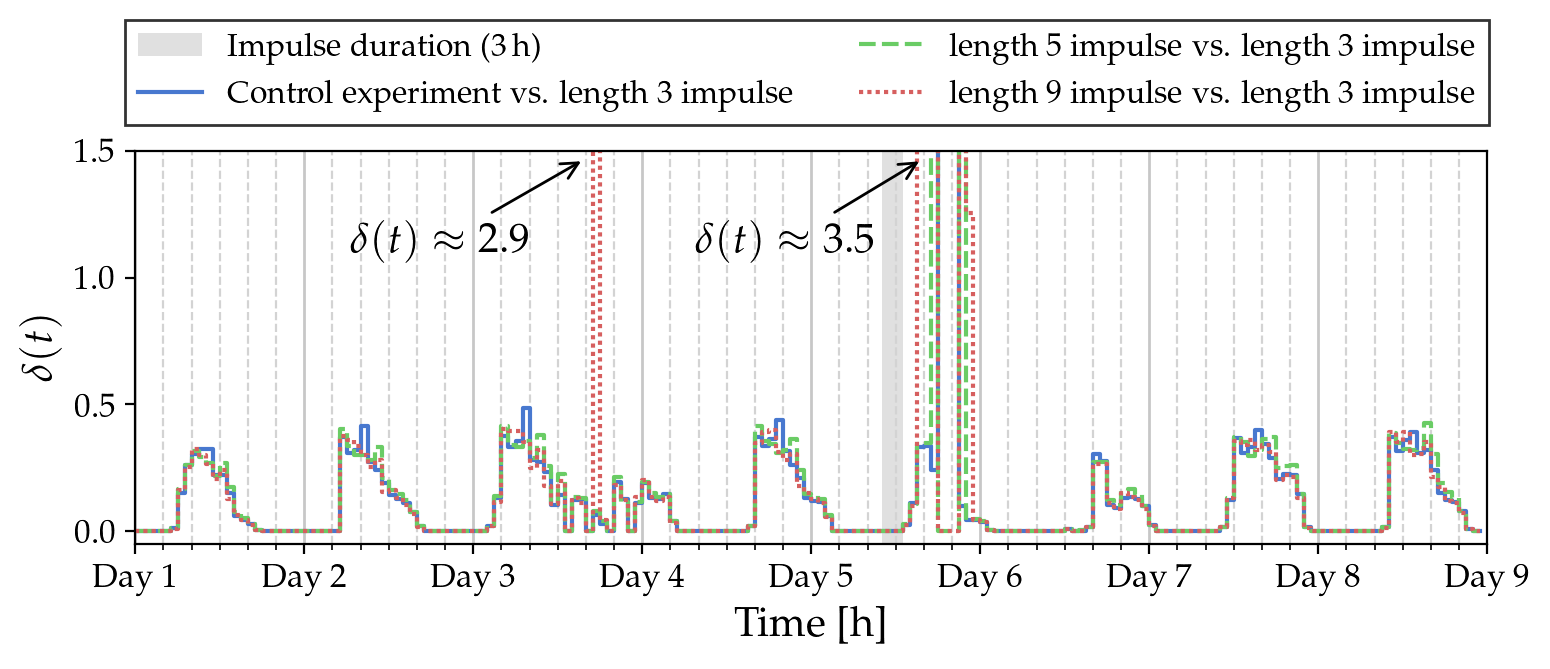 Impulse duration (3 h)
Control experiment vs. length 3 impulse
length 5 impulse vs. length 3 impulse
length 9 impulse vs. length 3 impulse
1.5
1.0
0.5
0.0
δ(t)
δ(t) ≈ 2.9
δ(t) ≈ 3.5
Day 1
Day 2
Day 3
Day 4
Day 5
Day 6
Day 7
Day 8
Day 9
Time [h]